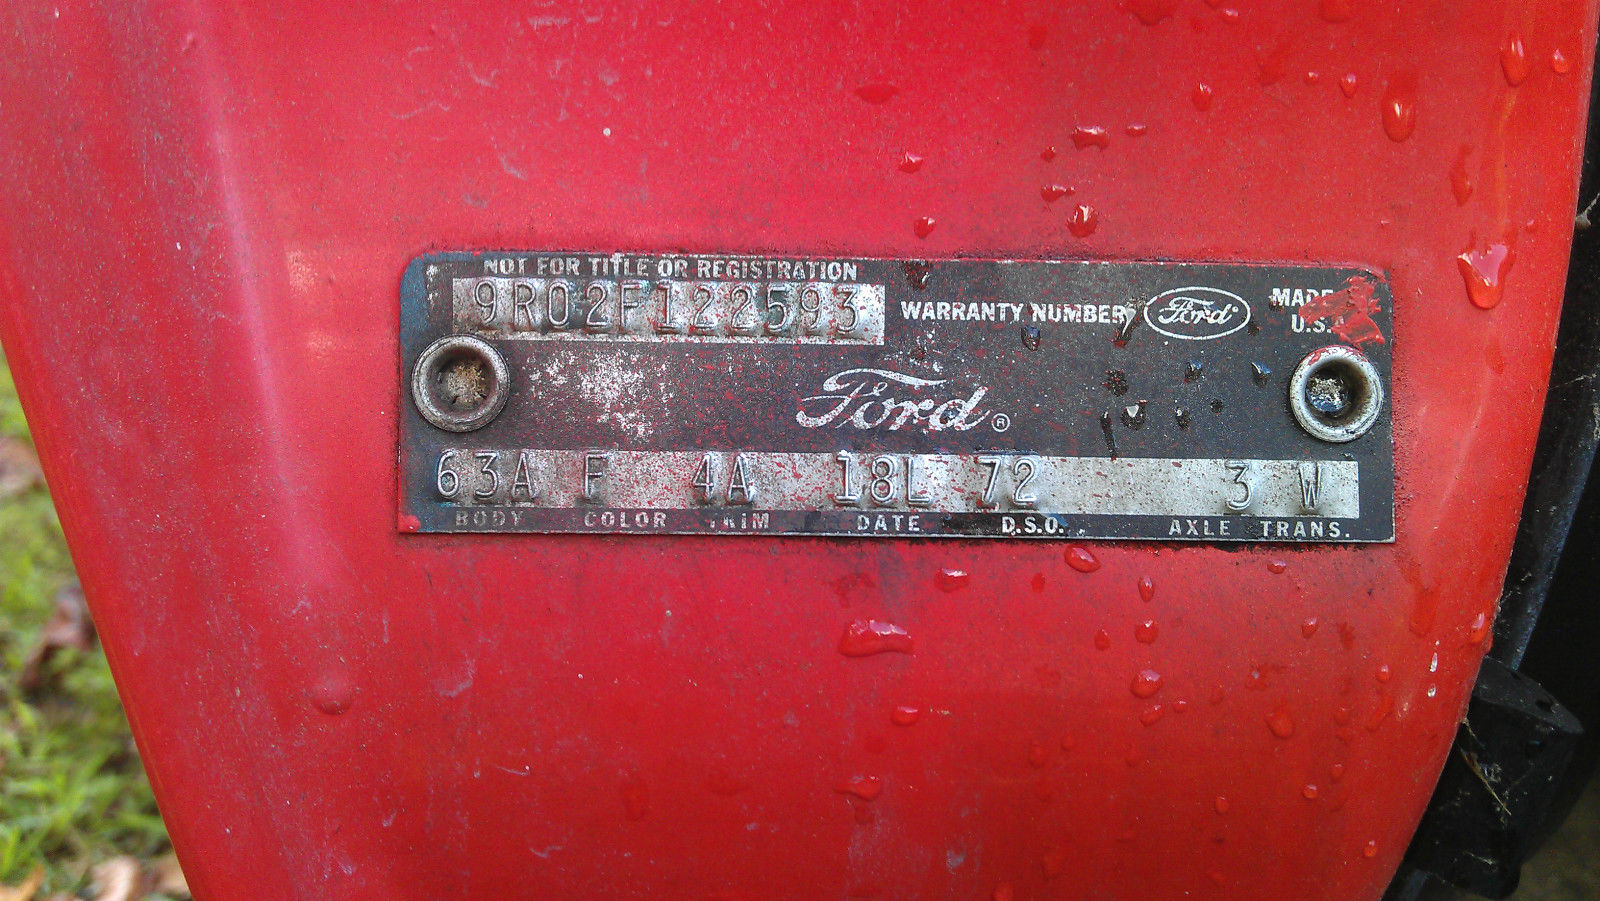 NOT FOR TITLE OR REGISTRATION
9R02F122593
WARRANTY NUMBER
Ford
MADE
U.S.A
Ford ®
63A F 4A 18L 72 3 W
BODY COLOR TRIM DATE D.S.O. AXLE TRANS.